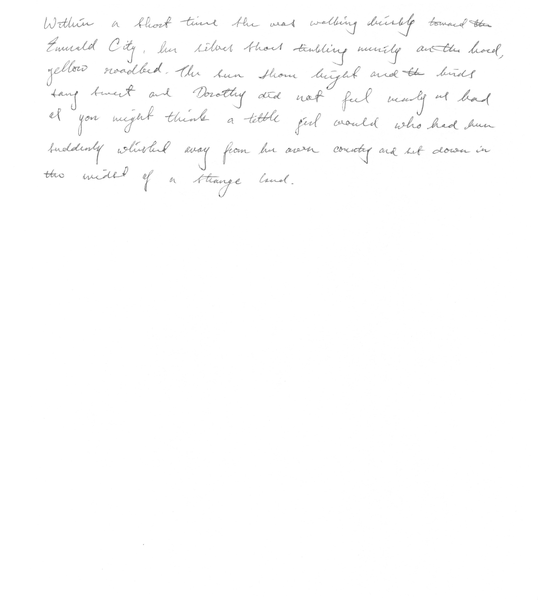 Within a short time she was walking briskly toward the
Emerald City, her silver shoes tinkling merrily on the hard,
yellow roadbed. The sun shone bright and the birds
sang sweet and Dorothy did not feel nearly as bad
as you might think a little girl would who had been
suddenly whisked away from her own country and set down in
the midst of a strange land.